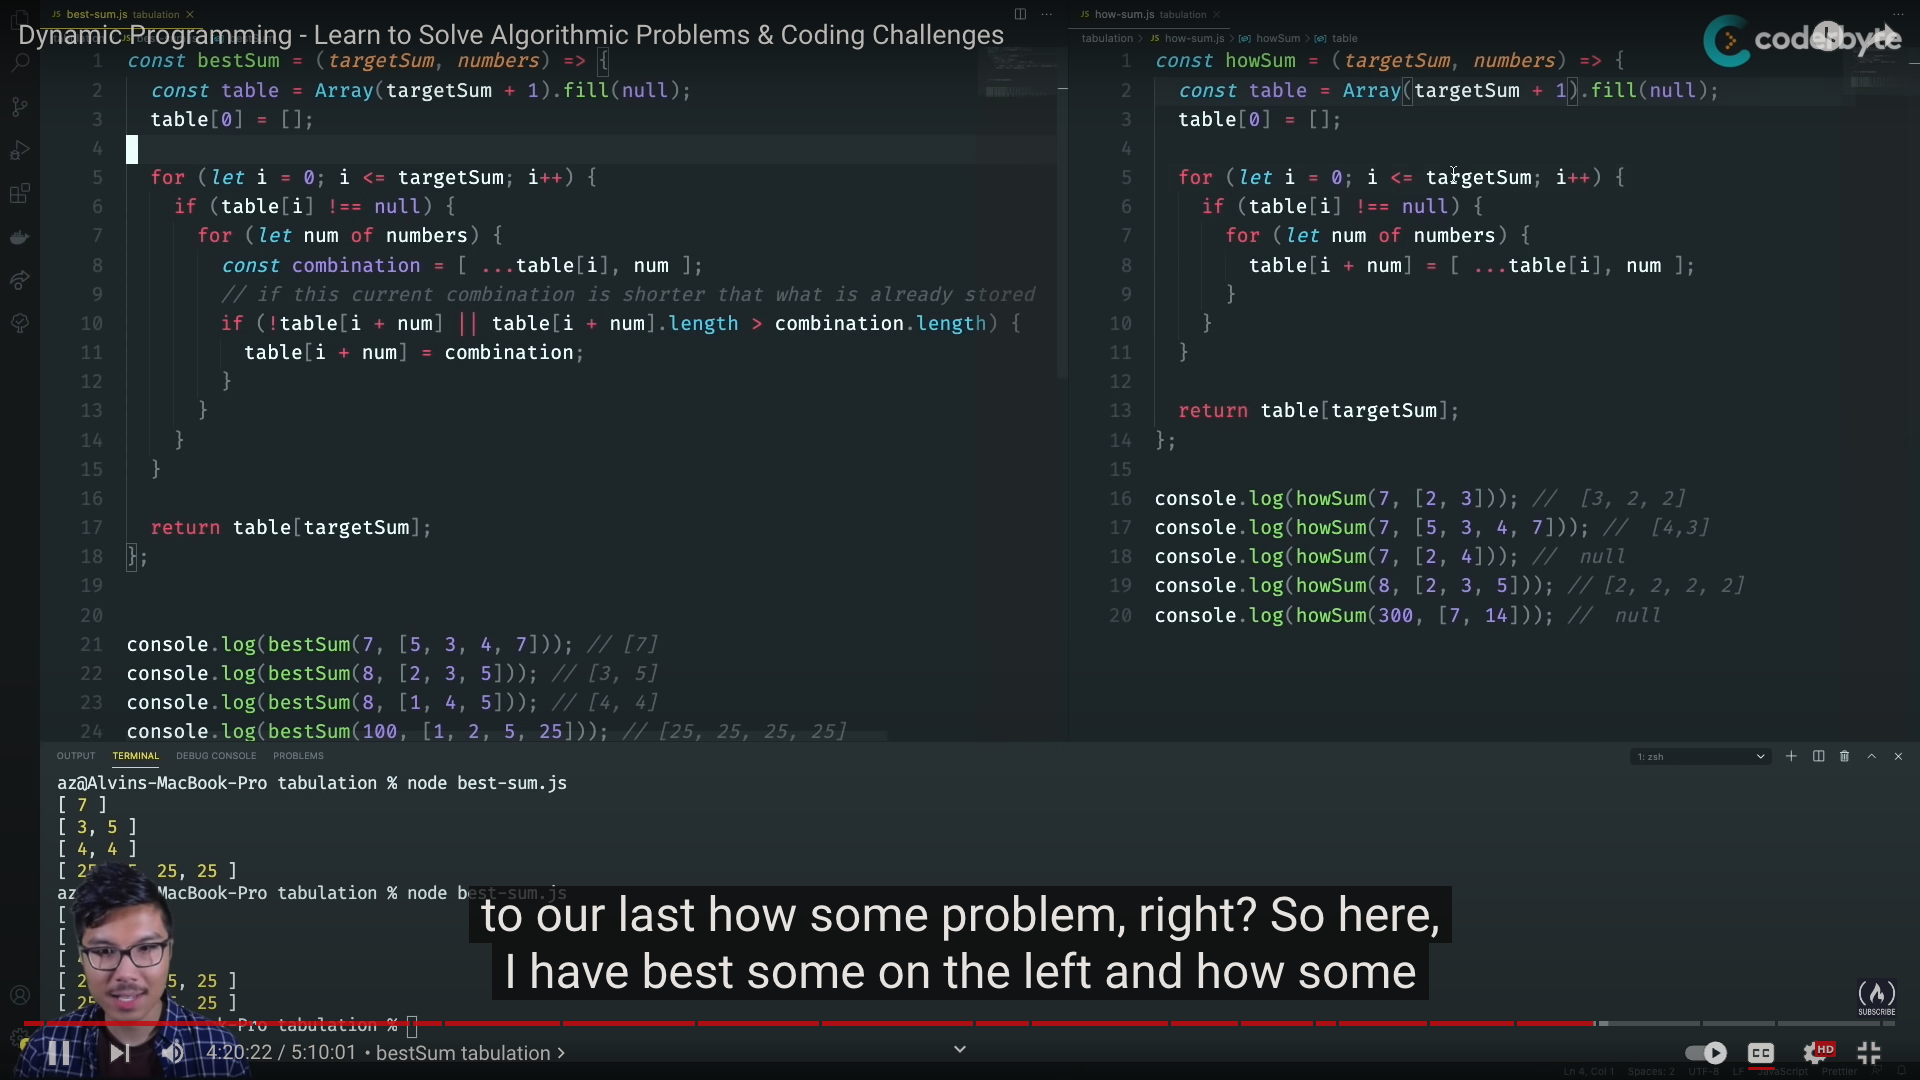 best-sum.js tabulation
how-sum.js tabulation
Dynamic Programming - Learn to Solve Algorithmic Problems & Coding Challenges
tabulation > JS how-sum.js > howSum > table
coderbyte
1 const bestSum = (targetSum, numbers) => {
2 const table = Array(targetSum + 1).fill(null);
3 table[0] = [];
4
5 for (let i = 0; i <= targetSum; i++) {
6 if (table[i] !== null) {
7 for (let num of numbers) {
8 const combination = [ ...table[i], num ];
9 // if this current combination is shorter that what is already stored
10 if (!table[i + num] || table[i + num].length > combination.length) {
11 table[i + num] = combination;
12 }
13 }
14 }
15 }
16
17 return table[targetSum];
18 };
19
20
21 console.log(bestSum(7, [5, 3, 4, 7])); // [7]
22 console.log(bestSum(8, [2, 3, 5])); // [3, 5]
23 console.log(bestSum(8, [1, 4, 5])); // [4, 4]
24 console.log(bestSum(100, [1, 2, 5, 25])); // [25, 25, 25, 25]
1 const howSum = (targetSum, numbers) => {
2 const table = Array(targetSum + 1).fill(null);
3 table[0] = [];
4
5 for (let i = 0; i <= targetSum; i++) {
6 if (table[i] !== null) {
7 for (let num of numbers) {
8 table[i + num] = [ ...table[i], num ];
9 }
10 }
11 }
12
13 return table[targetSum];
14 };
15
16 console.log(howSum(7, [2, 3])); // [3, 2, 2]
17 console.log(howSum(7, [5, 3, 4, 7])); // [4,3]
18 console.log(howSum(7, [2, 4])); // null
19 console.log(howSum(8, [2, 3, 5])); // [2, 2, 2, 2]
20 console.log(howSum(300, [7, 14])); // null
OUTPUT TERMINAL DEBUG CONSOLE PROBLEMS
1: zsh
az@Alvins-MacBook-Pro tabulation % node best-sum.js
[ 7 ]
[ 3, 5 ]
[ 4, 4 ]
[ 25, 25, 25 ]
az MacBook-Pro tabulation % node best-sum.js
[
[
[
[ 2 5, 25 ]
[ 25 25 ]
-Pro tabulation %
to our last how some problem, right? So here,
I have best some on the left and how some
SUBSCRIBE
4:20:22 / 5:10:01 • bestSum tabulation >
CC
HD
Ln 4, Col 1 Spaces: 2 UTF-8 LF JavaScript Prettier